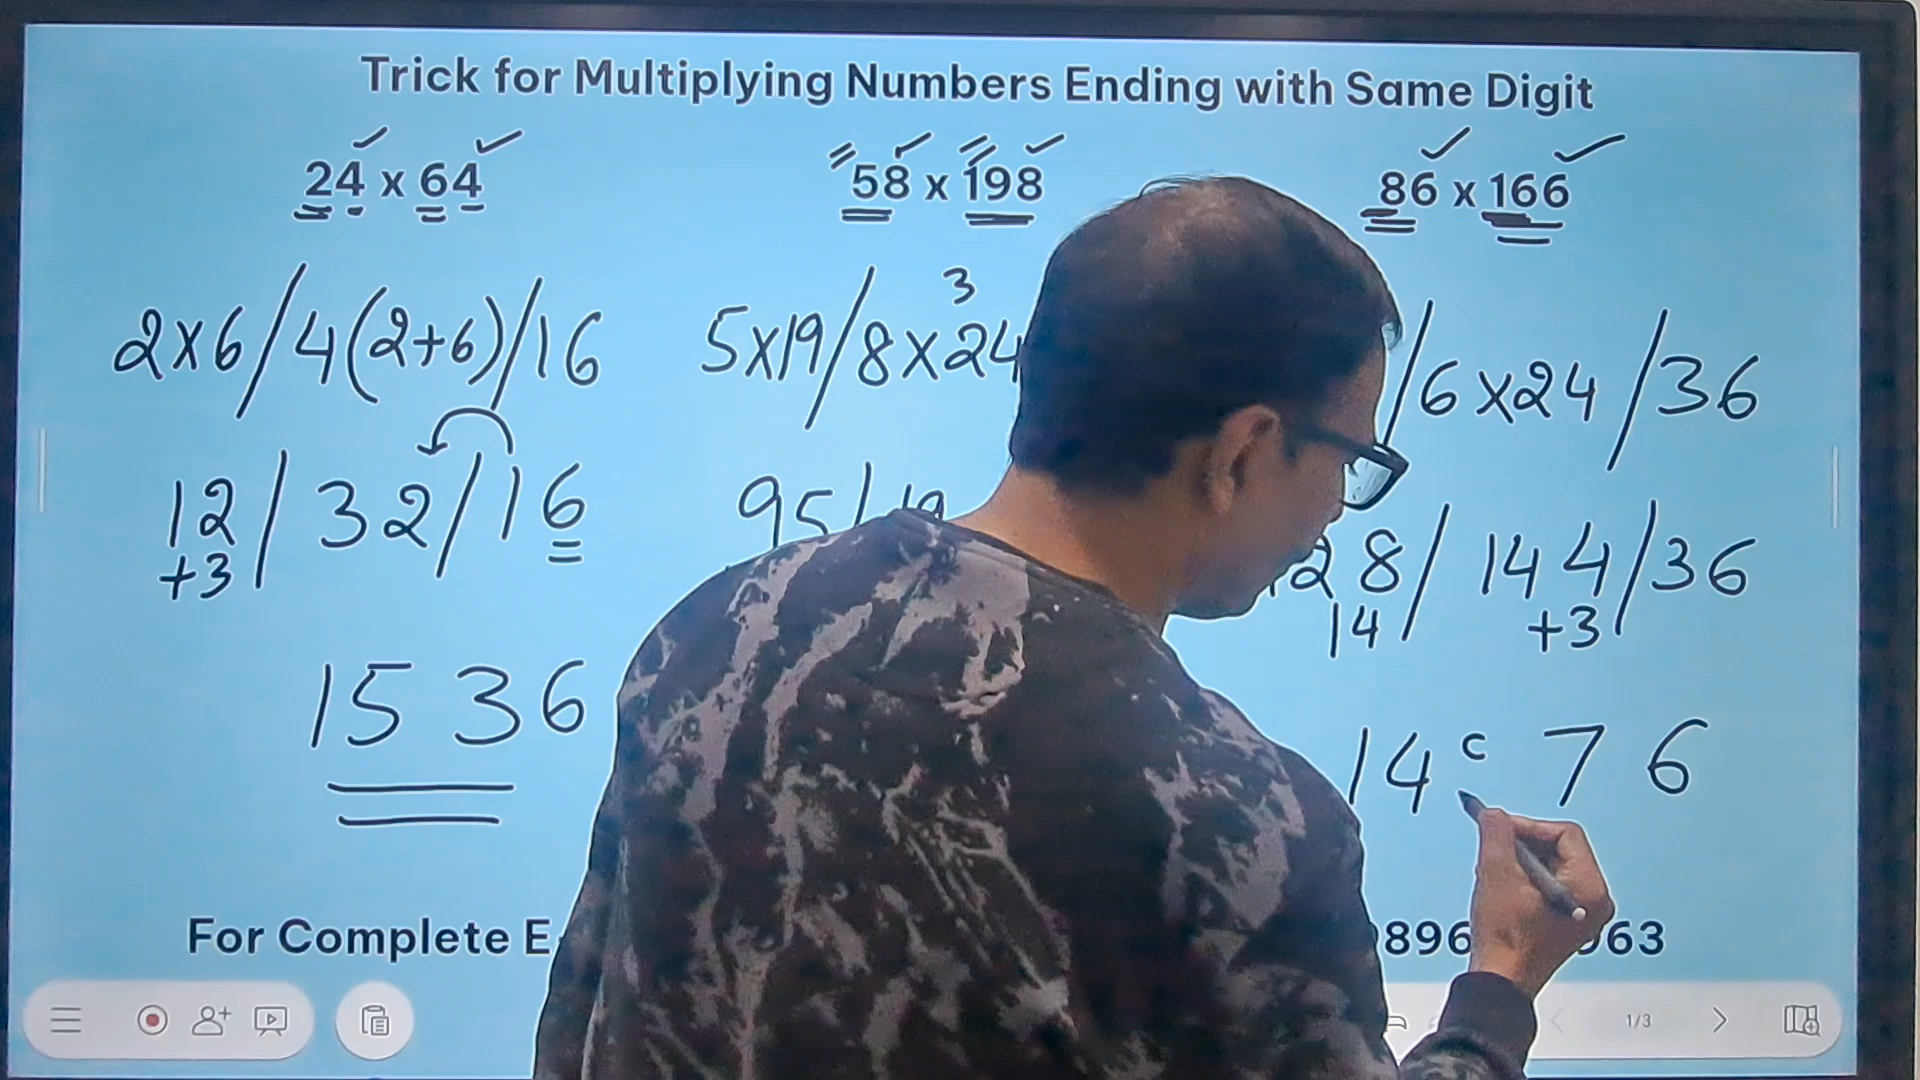 Trick for Multiplying Numbers Ending with Same Digit
24 x 64
58 x 198
86 x 166
2x6/4(2+6)/16
12/32/16
+3
1536
3
5x19/8x24
95/19
/6x24/36
28/144/36
14 +3
14 76
For Complete
896
63
1/3